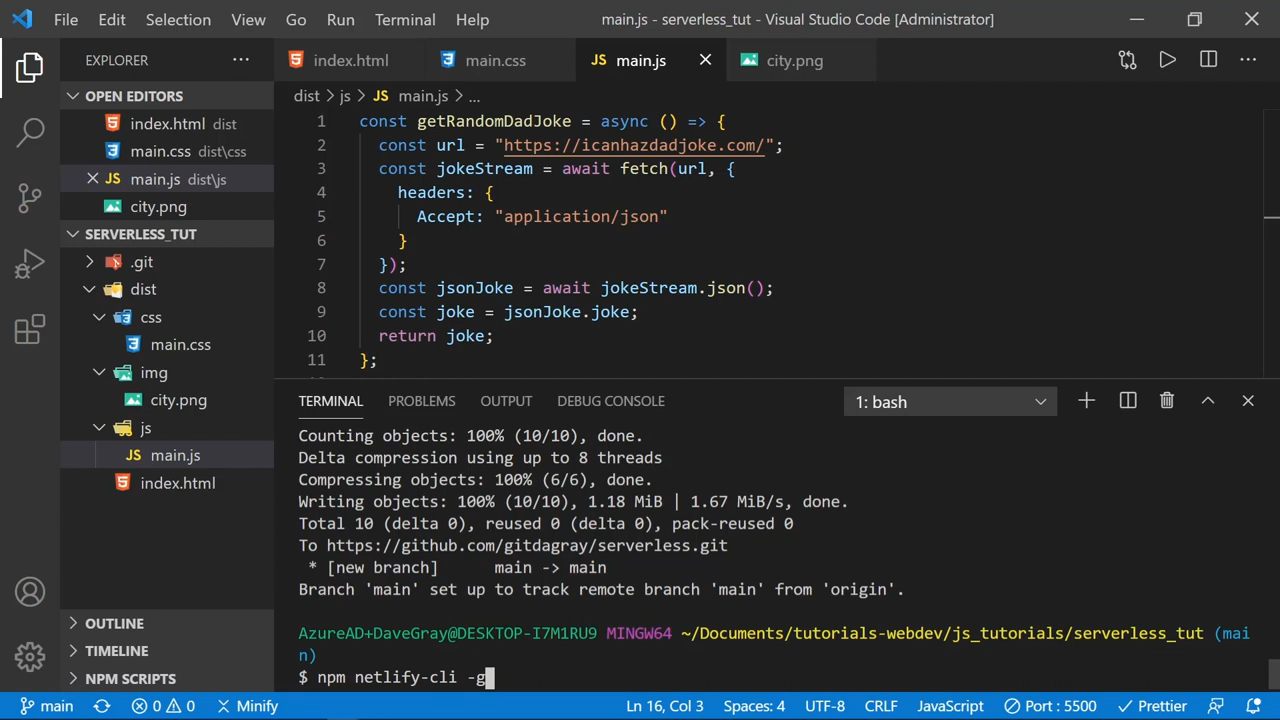 File Edit Selection View Go Run Terminal Help main.js - serverless_tut - Visual Studio Code [Administrator]
EXPLORER
index.html main.css JS main.js city.png
OPEN EDITORS
index.html dist
main.css dist\css
JS main.js dist\js
city.png
SERVERLESS_TUT
.git
dist
css
main.css
img
city.png
js
JS main.js
index.html
OUTLINE
TIMELINE
NPM SCRIPTS
dist > js > JS main.js > ...
1 const getRandomDadJoke = async () => {
2 const url = "https://icanhazdadjoke.com/";
3 const jokeStream = await fetch(url, {
4 headers: {
5 Accept: "application/json"
6 }
7 });
8 const jsonJoke = await jokeStream.json();
9 const joke = jsonJoke.joke;
10 return joke;
11 };
TERMINAL PROBLEMS OUTPUT DEBUG CONSOLE 1: bash
Counting objects: 100% (10/10), done.
Delta compression using up to 8 threads
Compressing objects: 100% (6/6), done.
Writing objects: 100% (10/10), 1.18 MiB | 1.67 MiB/s, done.
Total 10 (delta 0), reused 0 (delta 0), pack-reused 0
To https://github.com/gitdagray/serverless.git
* [new branch] main -> main
Branch 'main' set up to track remote branch 'main' from 'origin'.
AzureAD+DaveGray@DESKTOP-I7M1RU9 MINGW64 ~/Documents/tutorials-webdev/js_tutorials/serverless_tut (mai
n)
$ npm netlify-cli -g
main 0 0 Minify Ln 16, Col 3 Spaces: 4 UTF-8 CRLF JavaScript Port : 5500 Prettier